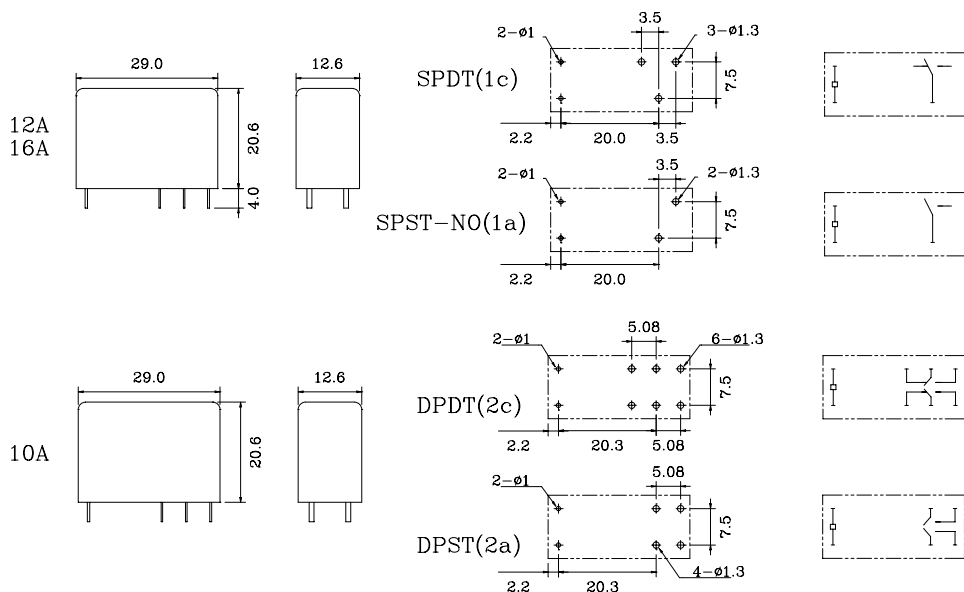 12A
16A
29.0
12.6
20.6
4.0
SPDT(1c)
2-ø1
3.5
3-ø1.3
7.5
2.2
20.0
3.5
SPST-NO(1a)
2-ø1
3.5
2-ø1.3
7.5
2.2
20.0
10A
29.0
12.6
20.6
DPDT(2c)
2-ø1
5.08
6-ø1.3
7.5
2.2
20.3
5.08
DPST(2a)
2-ø1
5.08
7.5
4-ø1.3
2.2
20.3